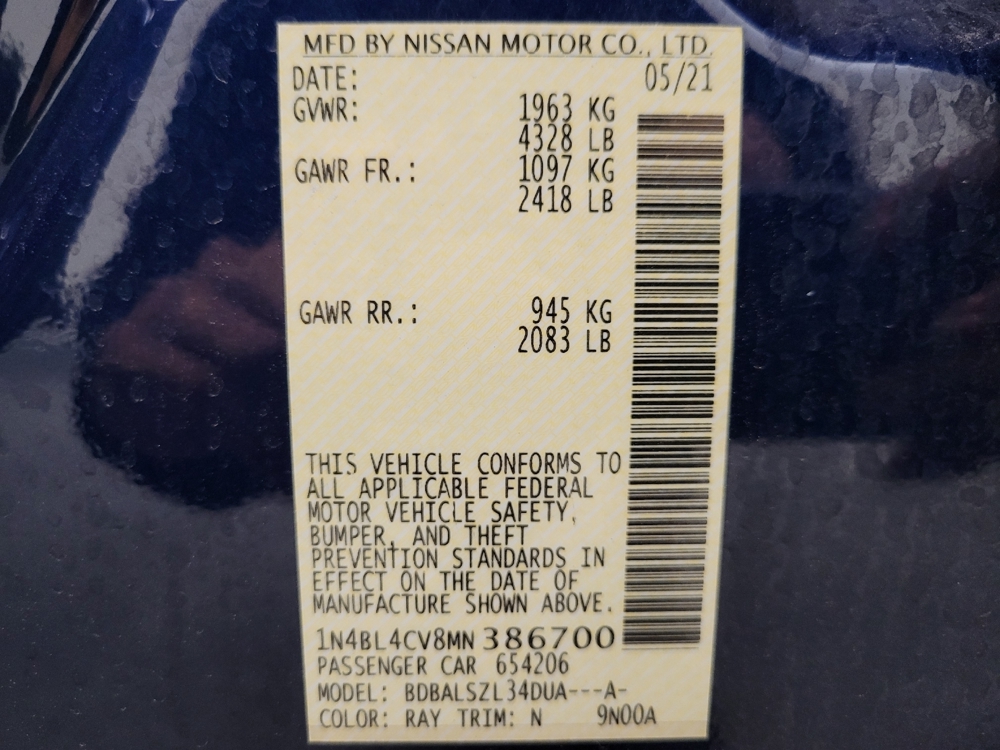 MFD BY NISSAN MOTOR CO., LTD.
DATE: 05/21
GVWR: 1963 KG
4328 LB
GAWR FR.: 1097 KG
2418 LB
GAWR RR.: 945 KG
2083 LB
THIS VEHICLE CONFORMS TO
ALL APPLICABLE FEDERAL
MOTOR VEHICLE SAFETY,
BUMPER, AND THEFT
PREVENTION STANDARDS IN
EFFECT ON THE DATE OF
MANUFACTURE SHOWN ABOVE.
1N4BL4CV8MN 386700
PASSENGER CAR 654206
MODEL: BDBALSZL34DUA---A-
COLOR: RAY TRIM: N 9N00A